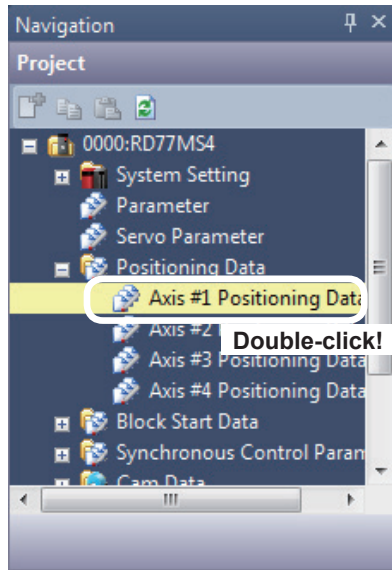 Navigation
Project
0000:RD77MS4
System Setting
Parameter
Servo Parameter
Positioning Data
Axis #1 Positioning Data
Axis #2
Double-click!
Axis #3 Positioning Data
Axis #4 Positioning Data
Block Start Data
Synchronous Control Param
Cam Data